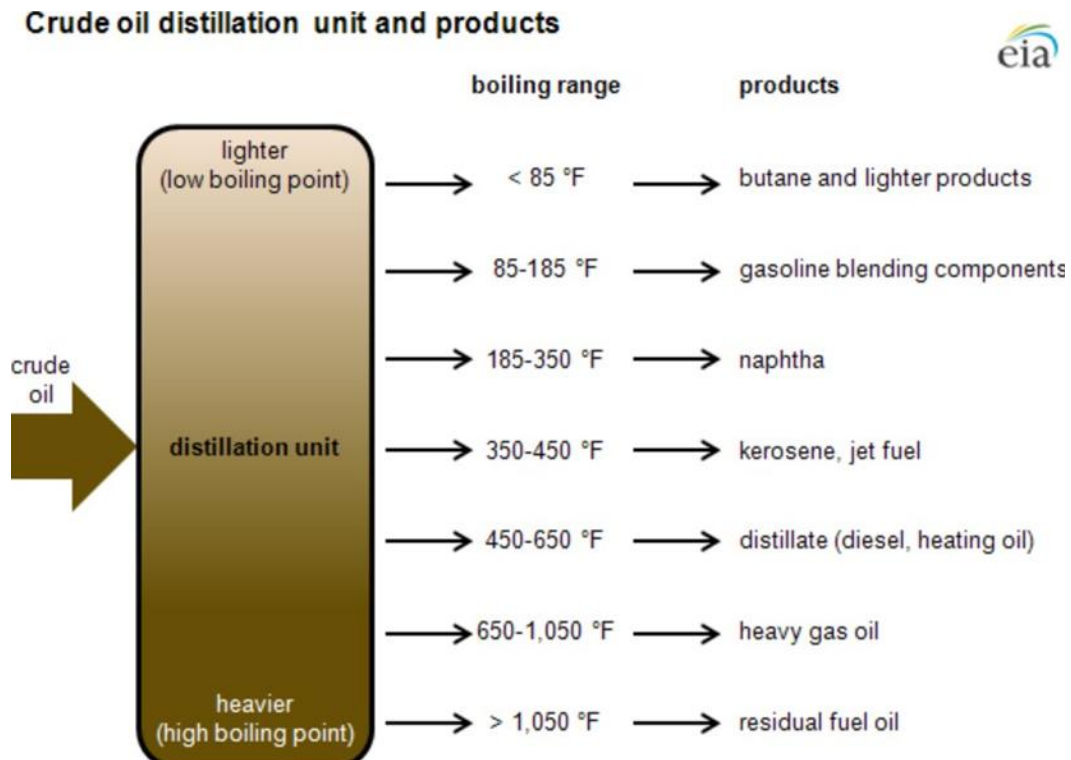 Crude oil distillation unit and products
eia
boiling range products
lighter
(low boiling point)
< 85 °F butane and lighter products
85-185 °F gasoline blending components
185-350 °F naphtha
crude
oil
distillation unit
350-450 °F kerosene, jet fuel
450-650 °F distillate (diesel, heating oil)
650-1,050 °F heavy gas oil
heavier
(high boiling point)
> 1,050 °F residual fuel oil